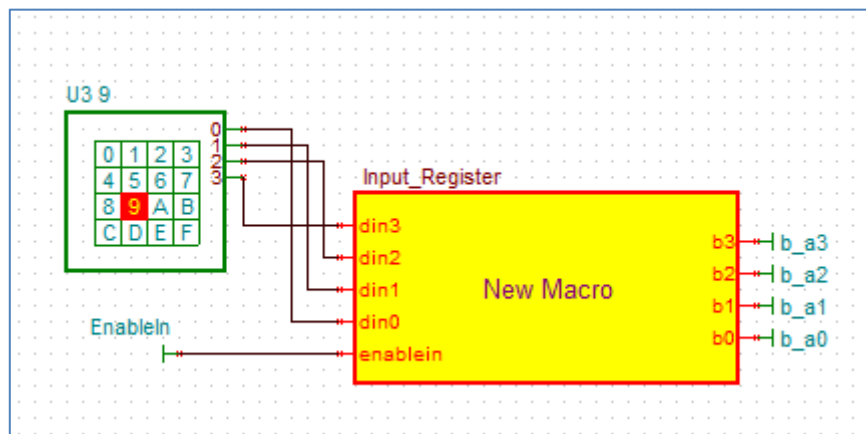 U3 9
0
1
2
3
0 1 2 3
4 5 6 7
8 9 A B
C D E F
Input_Register
din3
din2
din1
din0
enablein
New Macro
b3
b2
b1
b0
b_a3
b_a2
b_a1
b_a0
EnableIn